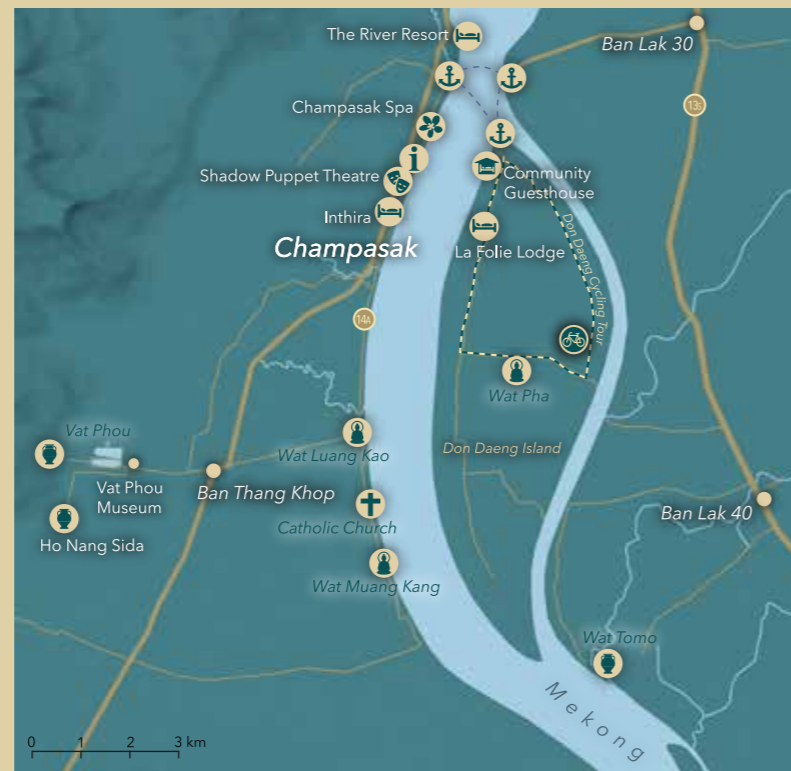 The River Resort
Ban Lak 30
13S
Champasak Spa
Shadow Puppet Theatre
Community
Guesthouse
Inthira
Champasak
La Folie Lodge
Don Daeng Cycling Tour
14A
Wat Pha
Vat Phou
Wat Luang Kao
Don Daeng Island
Vat Phou
Museum
Ban Thang Khop
Ban Lak 40
Catholic Church
Ho Nang Sida
Wat Muang Kang
Wat Tomo
Mekong
0 1 2 3 km